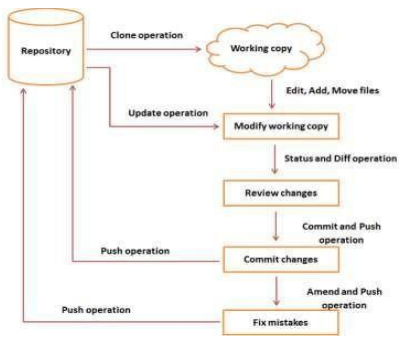 Clone operation
Repository
Working copy
Edit, Add, Move files
Update operation
Modify working copy
Status and Diff operation
Review changes
Commit and Push
operation
Push operation
Commit changes
Amend and Push
operation
Push operation
Fix mistakes